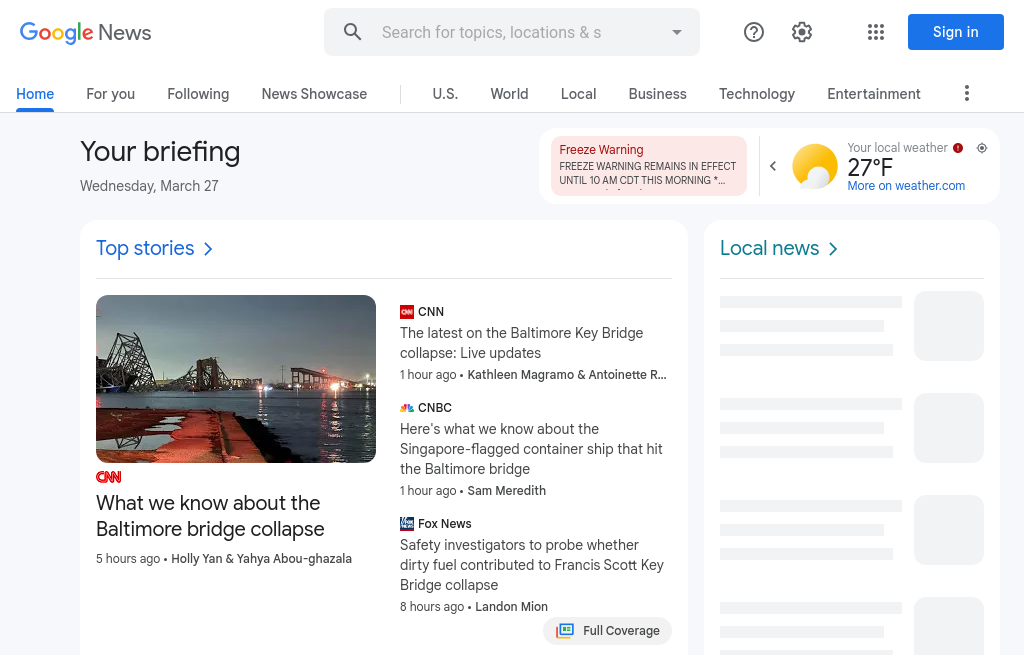 Google News
Search for topics, locations & s
Sign in
Home
For you
Following
News Showcase
U.S.
World
Local
Business
Technology
Entertainment
Your briefing
Wednesday, March 27
Freeze Warning
FREEZE WARNING REMAINS IN EFFECT
UNTIL 10 AM CDT THIS MORNING *...
Your local weather
27°F
More on weather.com
Top stories
CNN
What we know about the
Baltimore bridge collapse
5 hours ago • Holly Yan & Yahya Abou-ghazala
CNN
CNN
The latest on the Baltimore Key Bridge
collapse: Live updates
1 hour ago • Kathleen Magramo & Antoinette R...
CNBC
Here's what we know about the
Singapore-flagged container ship that hit
the Baltimore bridge
1 hour ago • Sam Meredith
FOX NEWS
Fox News
Safety investigators to probe whether
dirty fuel contributed to Francis Scott Key
Bridge collapse
8 hours ago • Landon Mion
Full Coverage
Local news